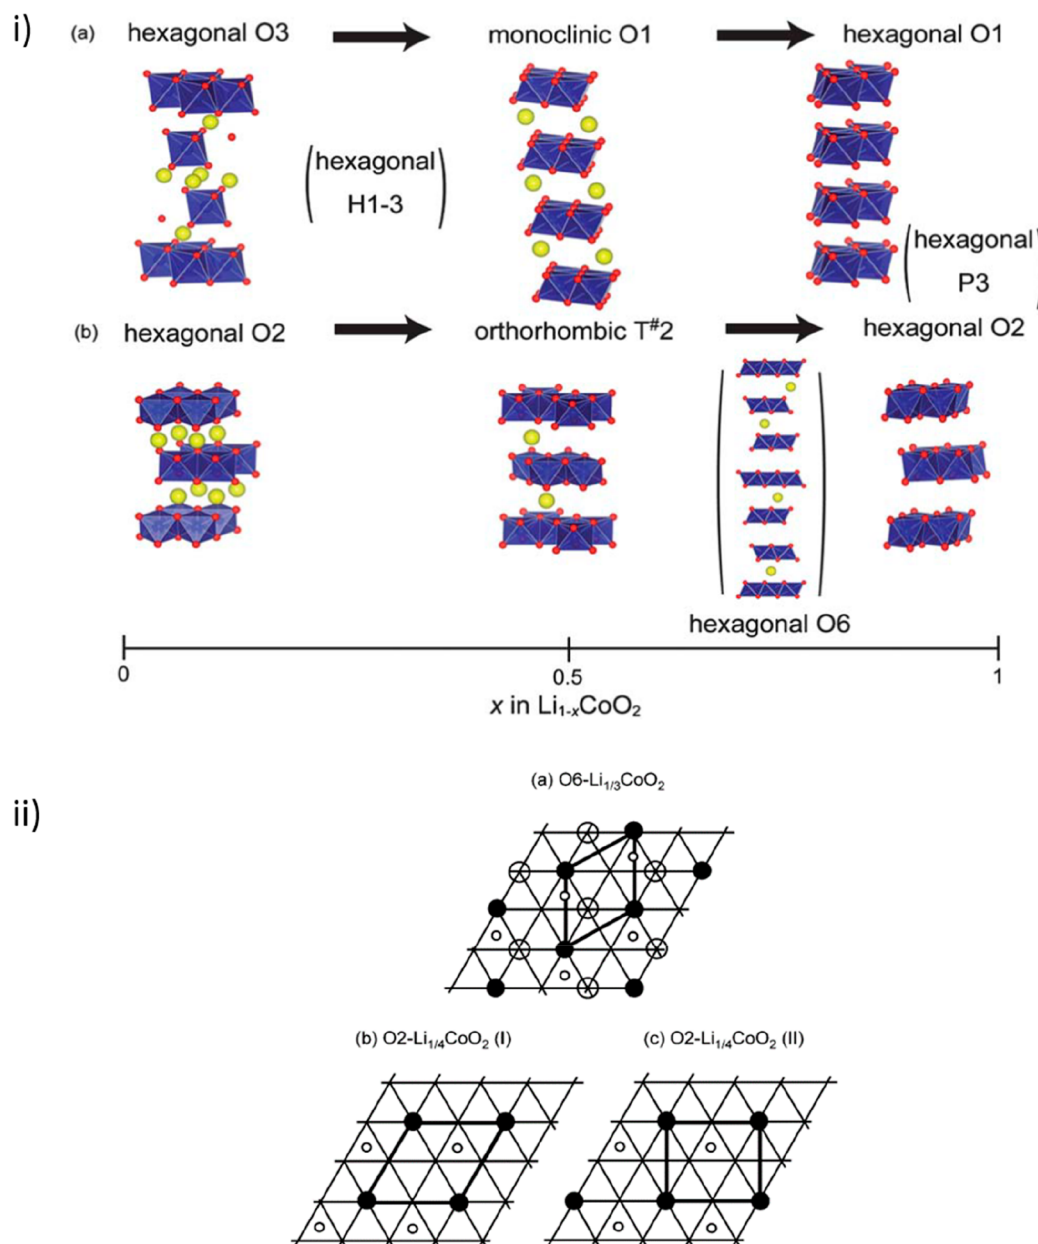 i)
(a) hexagonal O3 monoclinic O1 hexagonal O1
(hexagonal H1-3)
(hexagonal P3)
(b) hexagonal O2 orthorhombic T#2 hexagonal O2
hexagonal O6
0 0.5 1
x in Li1-xCoO2
ii)
(a) O6-Li1/3CoO2
(b) O2-Li1/4CoO2 (I) (c) O2-Li1/4CoO2 (II)